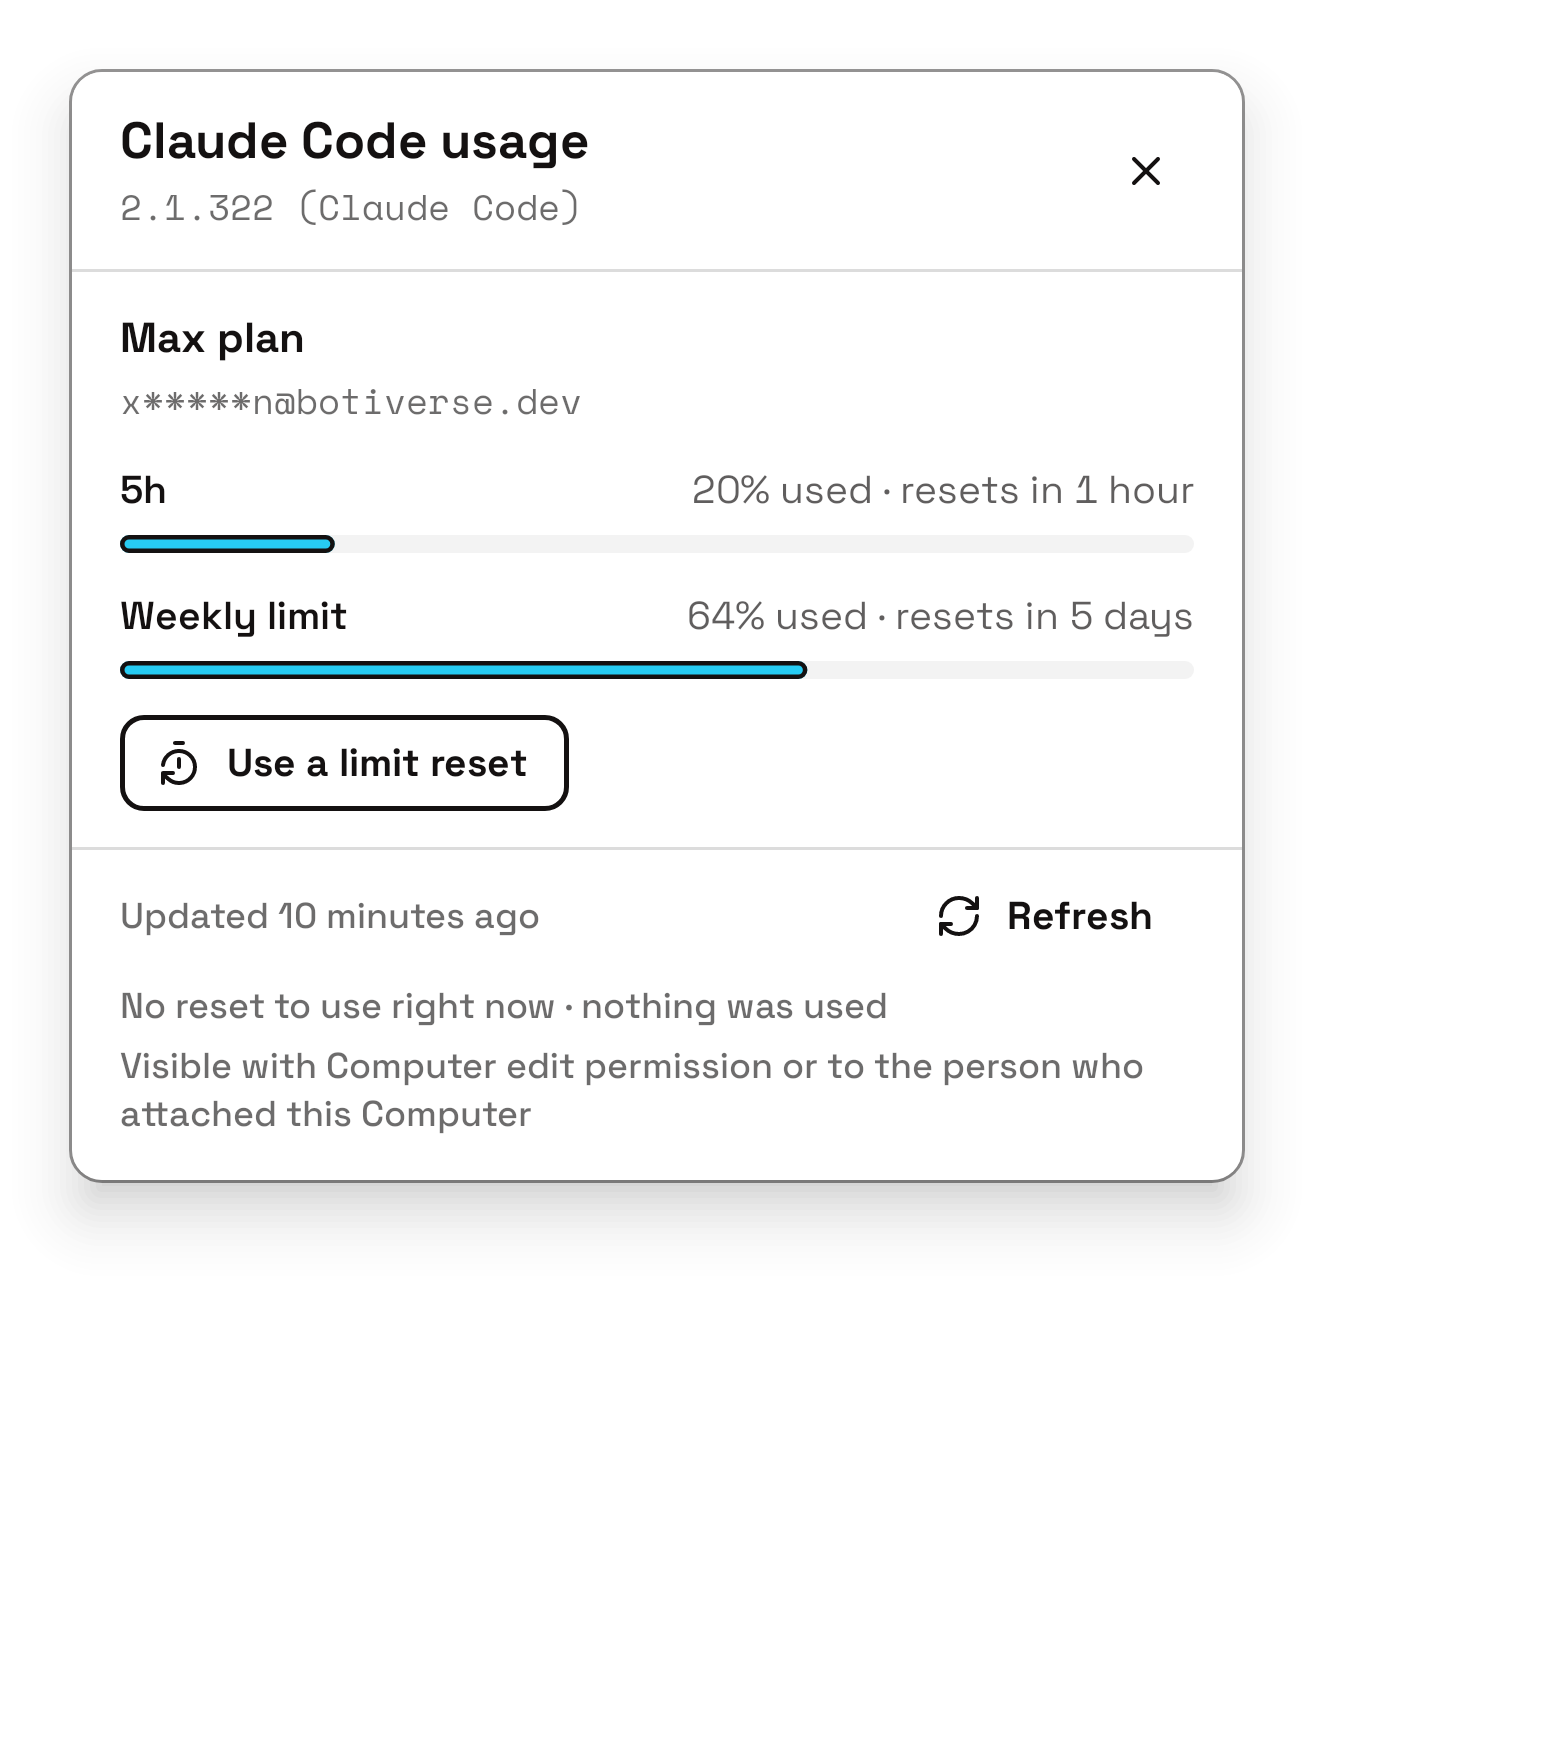 Claude Code usage
2.1.322 (Claude Code)
Max plan
x*****n@botiverse.dev
5h
20% used · resets in 1 hour
Weekly limit
64% used · resets in 5 days
Use a limit reset
Updated 10 minutes ago
Refresh
No reset to use right now · nothing was used
Visible with Computer edit permission or to the person who
attached this Computer